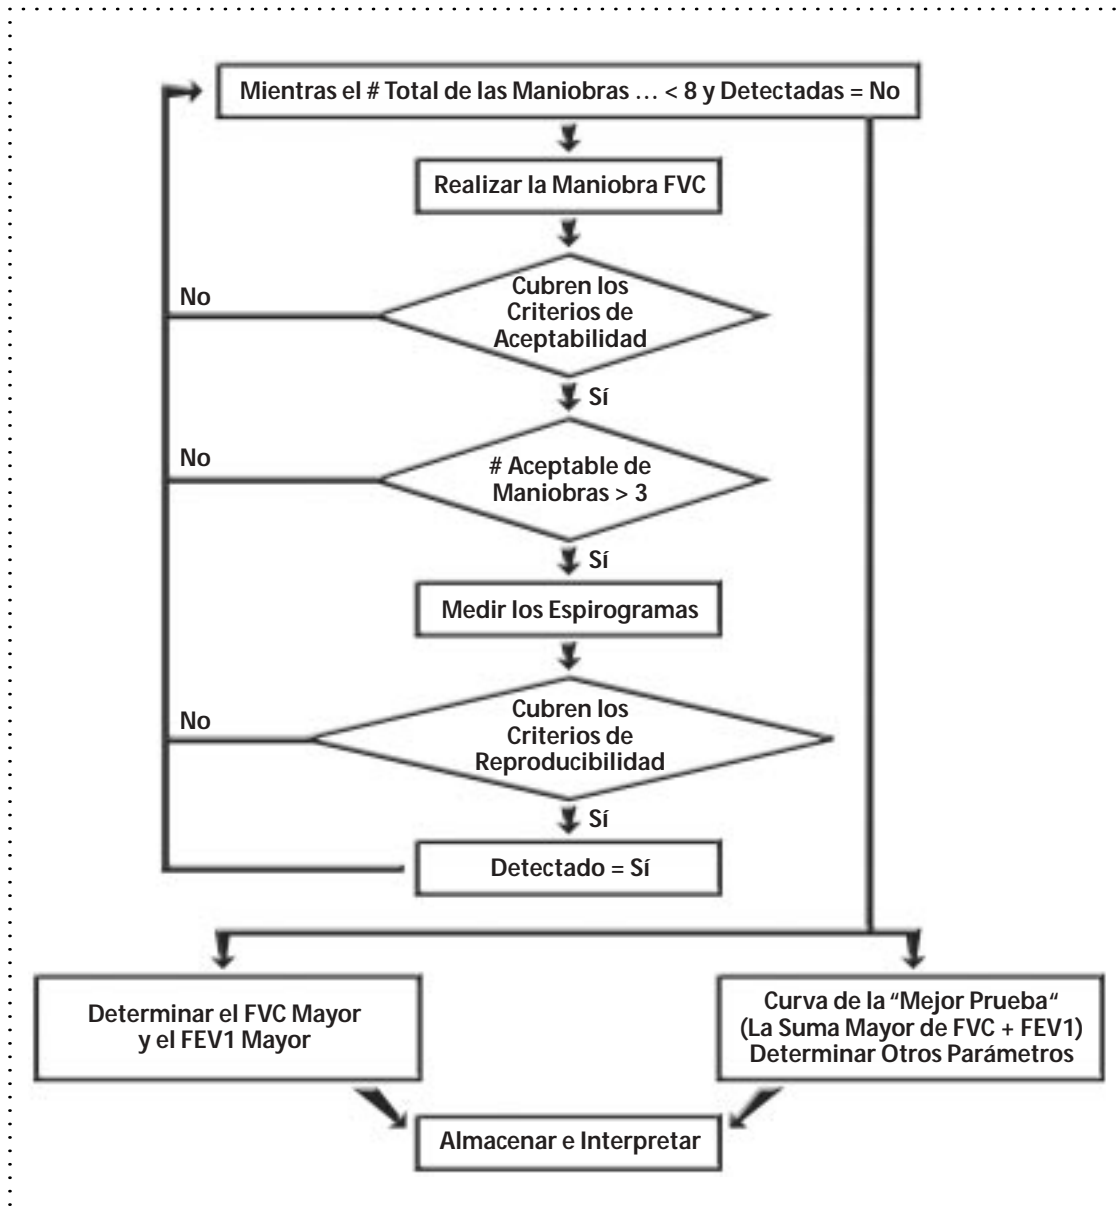 Mientras el # Total de las Maniobras … < 8 y Detectadas = No
Realizar la Maniobra FVC
Cubren los
Criterios de
Aceptabilidad
No
Sí
# Aceptable de
Maniobras > 3
No
Sí
Medir los Espirogramas
Cubren los
Criterios de
Reproducibilidad
No
Sí
Detectado = Sí
Determinar el FVC Mayor
y el FEV1 Mayor
Curva de la “Mejor Prueba“
(La Suma Mayor de FVC + FEV1)
Determinar Otros Parámetros
Almacenar e Interpretar